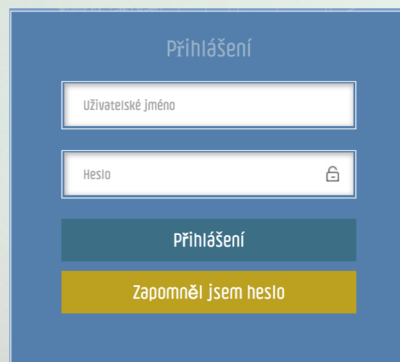 Přihlášení
Uživatelské jméno
Heslo
Přihlášení
Zapomněl jsem heslo